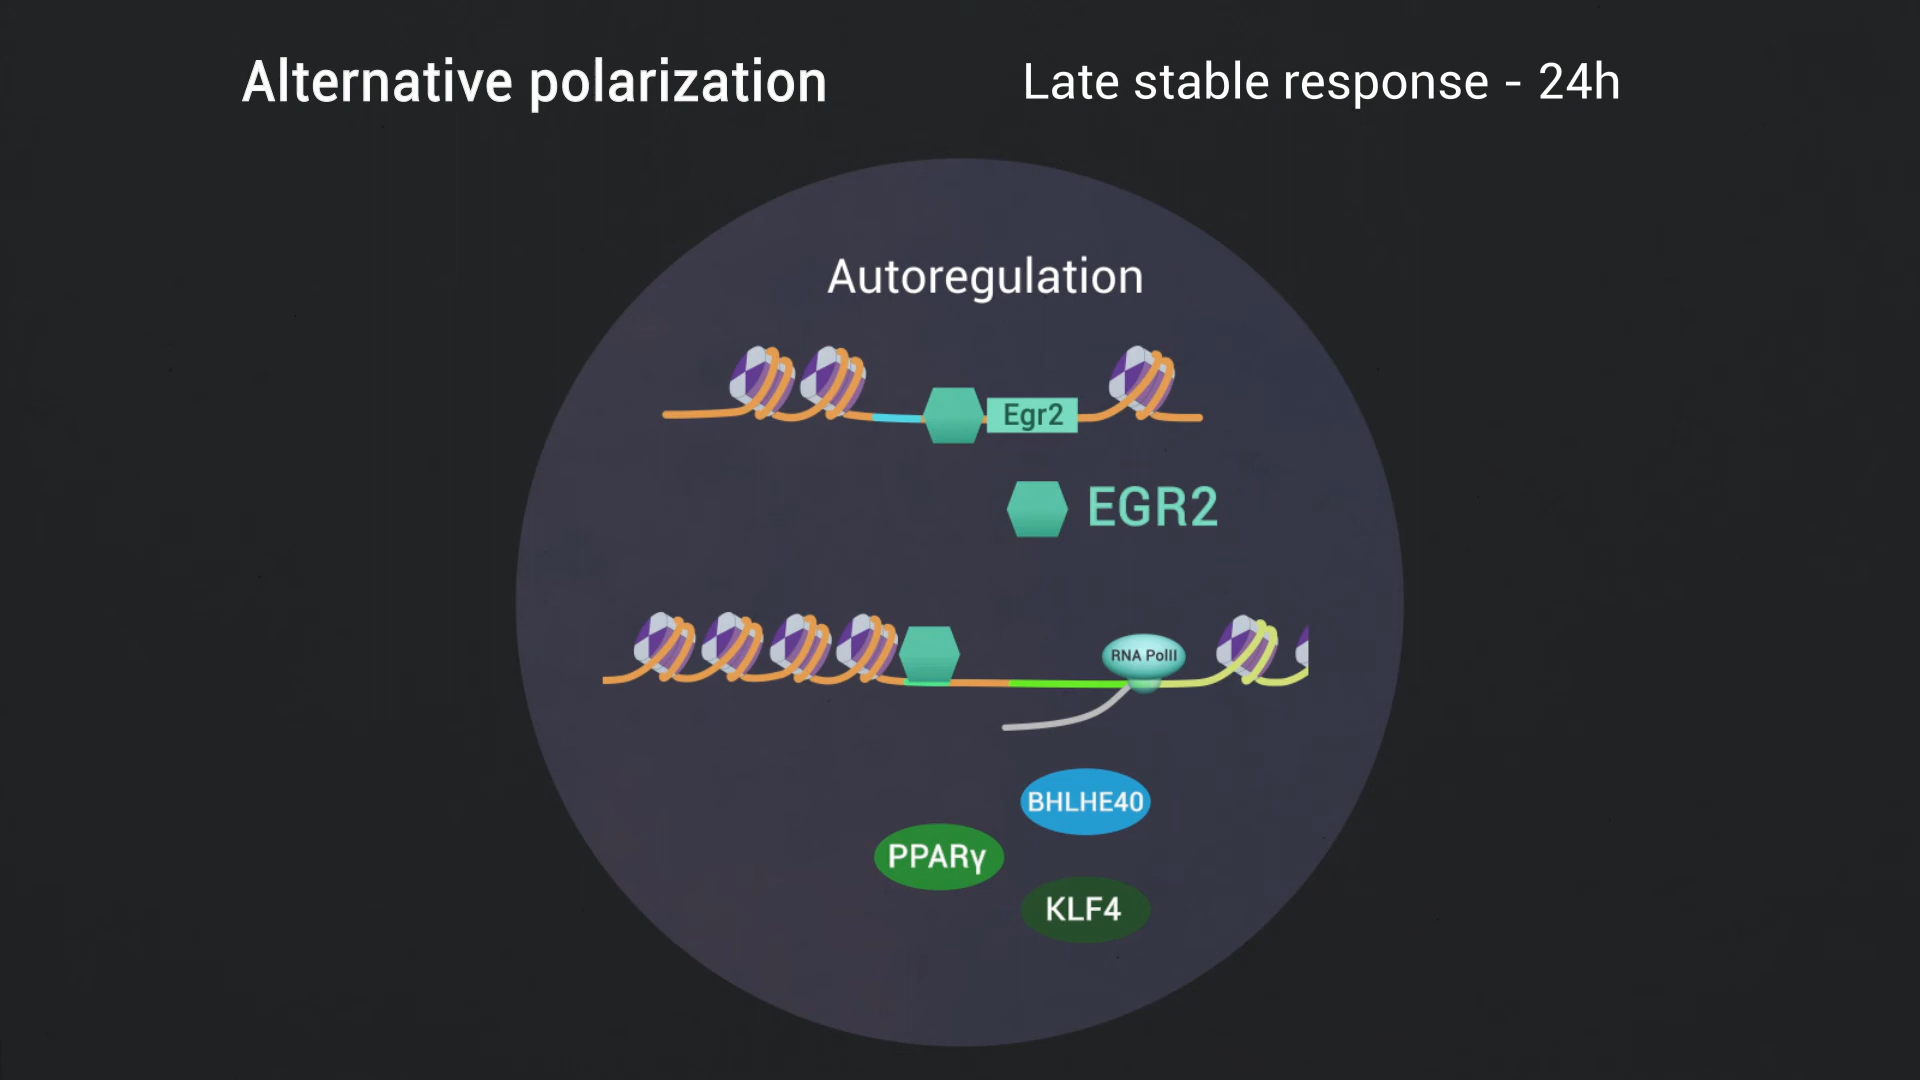 Alternative polarization
Late stable response - 24h
Autoregulation
Egr2
EGR2
RNA PolII
BHLHE40
PPARγ
KLF4